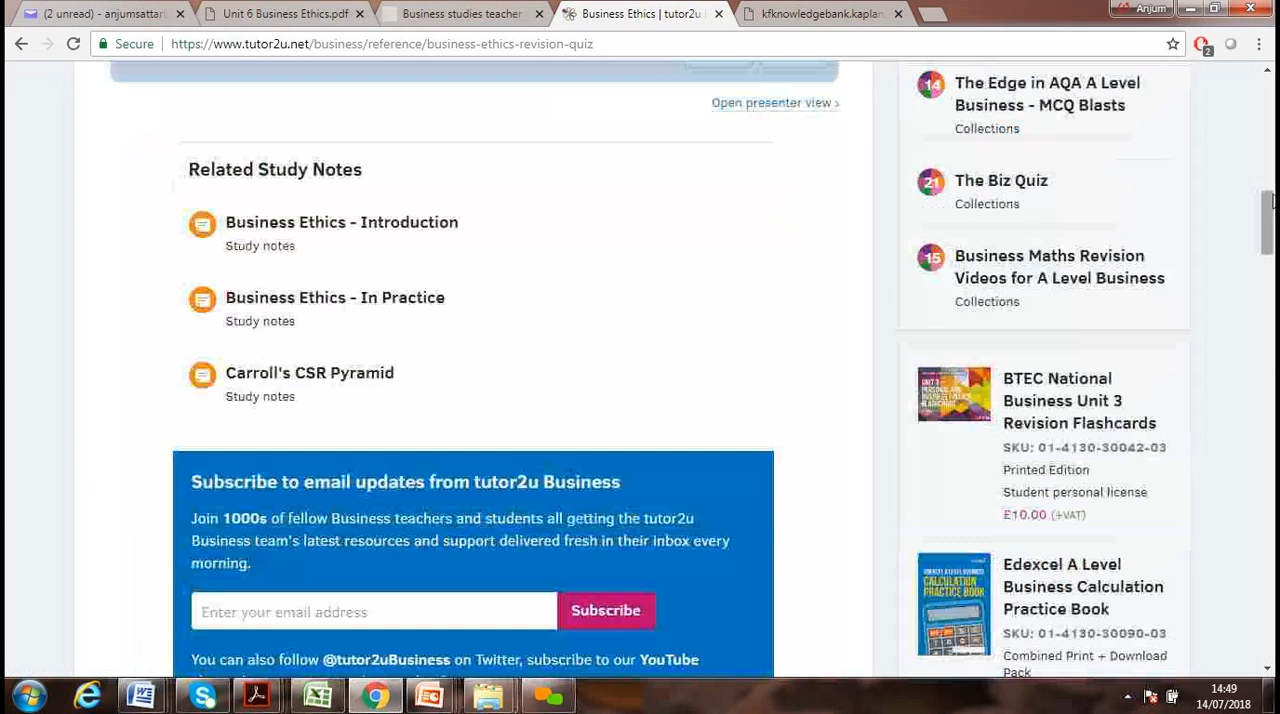 (2 unread) - anjumsattar
Unit 6 Business Ethics.pdf
Business studies teacher
Business Ethics | tutor2u
kfknowledgebank.kaplan
Anjum
Secure
https://www.tutor2u.net/business/reference/business-ethics-revision-quiz
2
Open presenter view ›
Related Study Notes
Business Ethics - Introduction
Study notes
Business Ethics - In Practice
Study notes
Carroll's CSR Pyramid
Study notes
Subscribe to email updates from tutor2u Business
Join 1000s of fellow Business teachers and students all getting the tutor2u
Business team's latest resources and support delivered fresh in their inbox every
morning.
Enter your email address
Subscribe
You can also follow @tutor2uBusiness on Twitter, subscribe to our YouTube
14
The Edge in AQA A Level
Business - MCQ Blasts
Collections
21
The Biz Quiz
Collections
15
Business Maths Revision
Videos for A Level Business
Collections
BTEC National
Business Unit 3
Revision Flashcards
SKU: 01-4130-30042-03
Printed Edition
Student personal license
£10.00 (+VAT)
CALCULATION
PRACTICE BOOK
Edexcel A Level
Business Calculation
Practice Book
SKU: 01-4130-30090-03
Combined Print + Download
Pack
14:49
14/07/2018